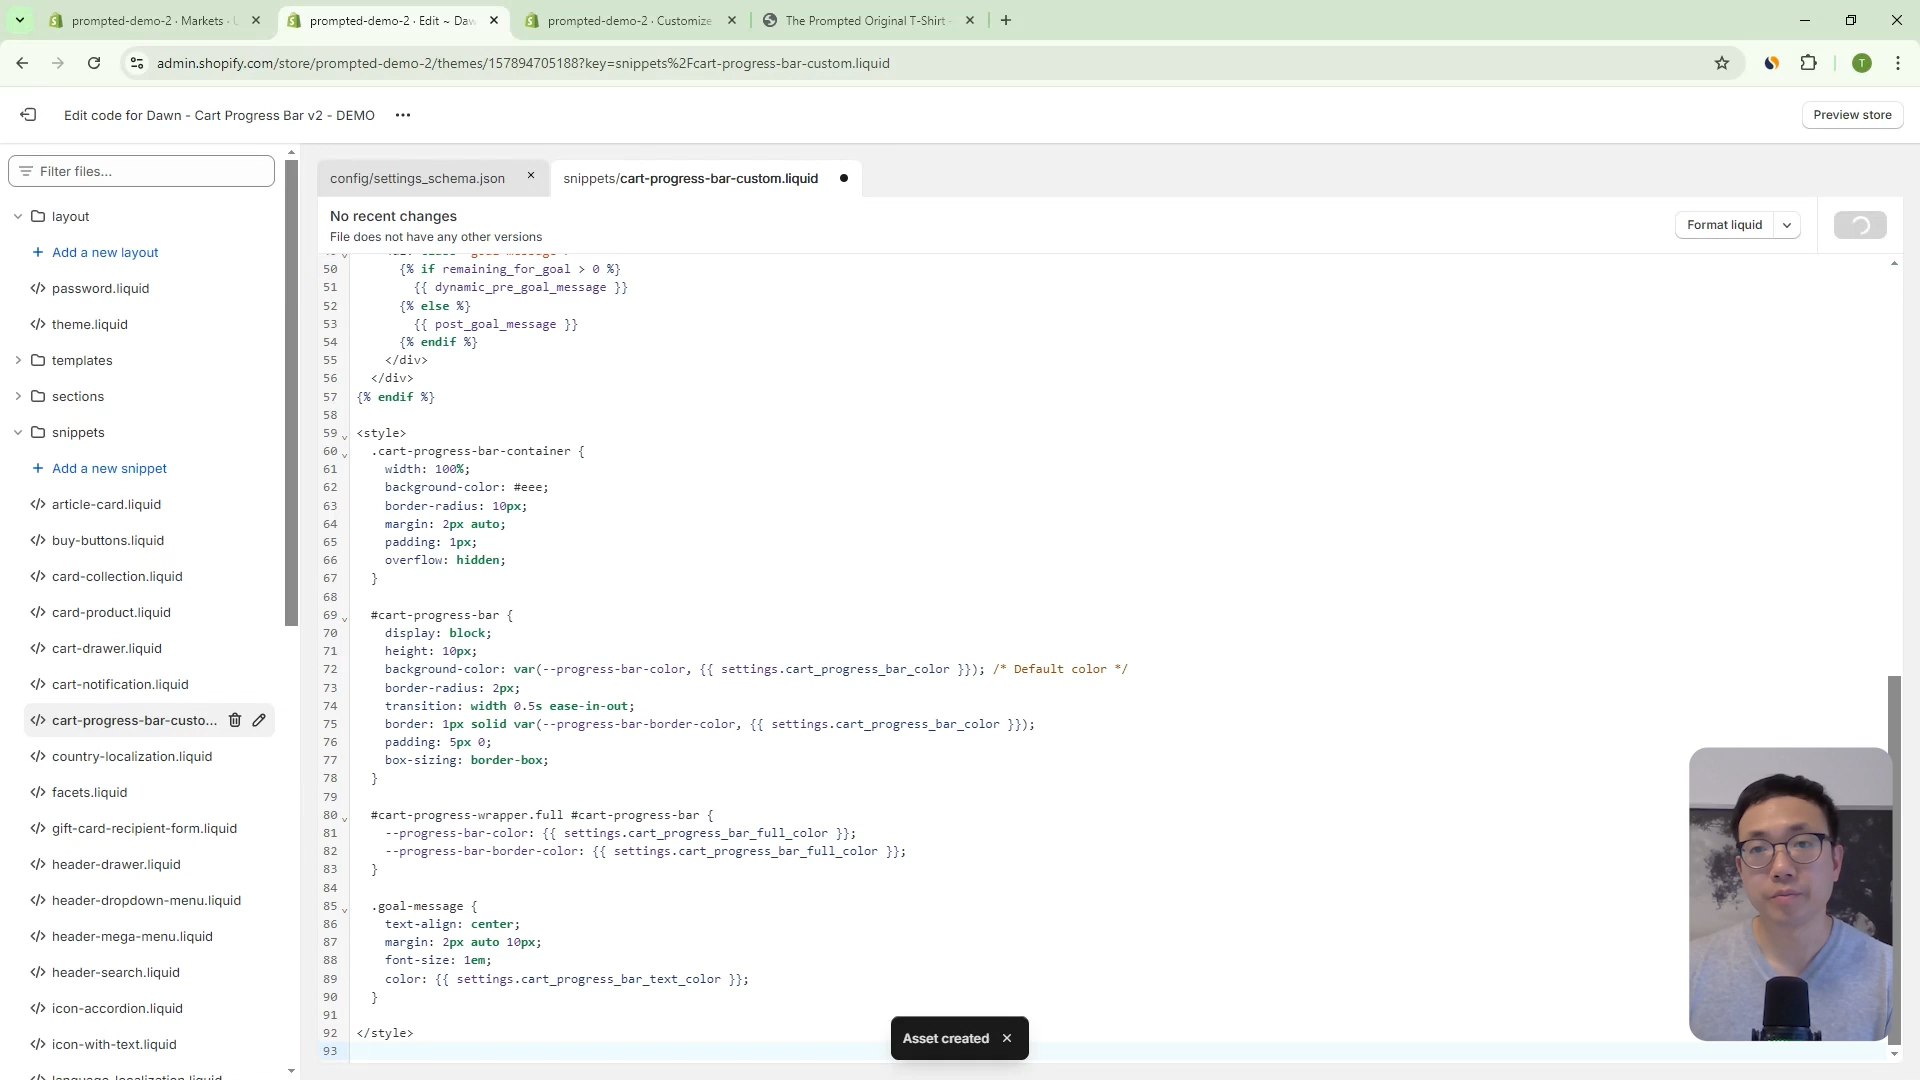 prompted-demo-2 · Markets ·
prompted-demo-2 · Edit ~ Daw
prompted-demo-2 · Customize
The Prompted Original T-Shirt
admin.shopify.com/store/prompted-demo-2/themes/157894705188?key=snippets%2Fcart-progress-bar-custom.liquid
T
Edit code for Dawn - Cart Progress Bar v2 - DEMO
Preview store
Filter files...
layout
Add a new layout
password.liquid
theme.liquid
templates
sections
snippets
Add a new snippet
article-card.liquid
buy-buttons.liquid
card-collection.liquid
card-product.liquid
cart-drawer.liquid
cart-notification.liquid
cart-progress-bar-custo...
country-localization.liquid
facets.liquid
gift-card-recipient-form.liquid
header-drawer.liquid
header-dropdown-menu.liquid
header-mega-menu.liquid
header-search.liquid
icon-accordion.liquid
icon-with-text.liquid
language-localization.liquid
config/settings_schema.json
snippets/cart-progress-bar-custom.liquid
No recent changes
File does not have any other versions
Format liquid
50 {% if remaining_for_goal > 0 %}
51 {{ dynamic_pre_goal_message }}
52 {% else %}
53 {{ post_goal_message }}
54 {% endif %}
55 </div>
56 </div>
57 {% endif %}
58
59 <style>
60 .cart-progress-bar-container {
61 width: 100%;
62 background-color: #eee;
63 border-radius: 10px;
64 margin: 2px auto;
65 padding: 1px;
66 overflow: hidden;
67 }
68
69 #cart-progress-bar {
70 display: block;
71 height: 10px;
72 background-color: var(--progress-bar-color, {{ settings.cart_progress_bar_color }}); /* Default color */
73 border-radius: 2px;
74 transition: width 0.5s ease-in-out;
75 border: 1px solid var(--progress-bar-border-color, {{ settings.cart_progress_bar_color }});
76 padding: 5px 0;
77 box-sizing: border-box;
78 }
79
80 #cart-progress-wrapper.full #cart-progress-bar {
81 --progress-bar-color: {{ settings.cart_progress_bar_full_color }};
82 --progress-bar-border-color: {{ settings.cart_progress_bar_full_color }};
83 }
84
85 .goal-message {
86 text-align: center;
87 margin: 2px auto 10px;
88 font-size: 1em;
89 color: {{ settings.cart_progress_bar_text_color }};
90 }
91
92 </style>
93
Asset created